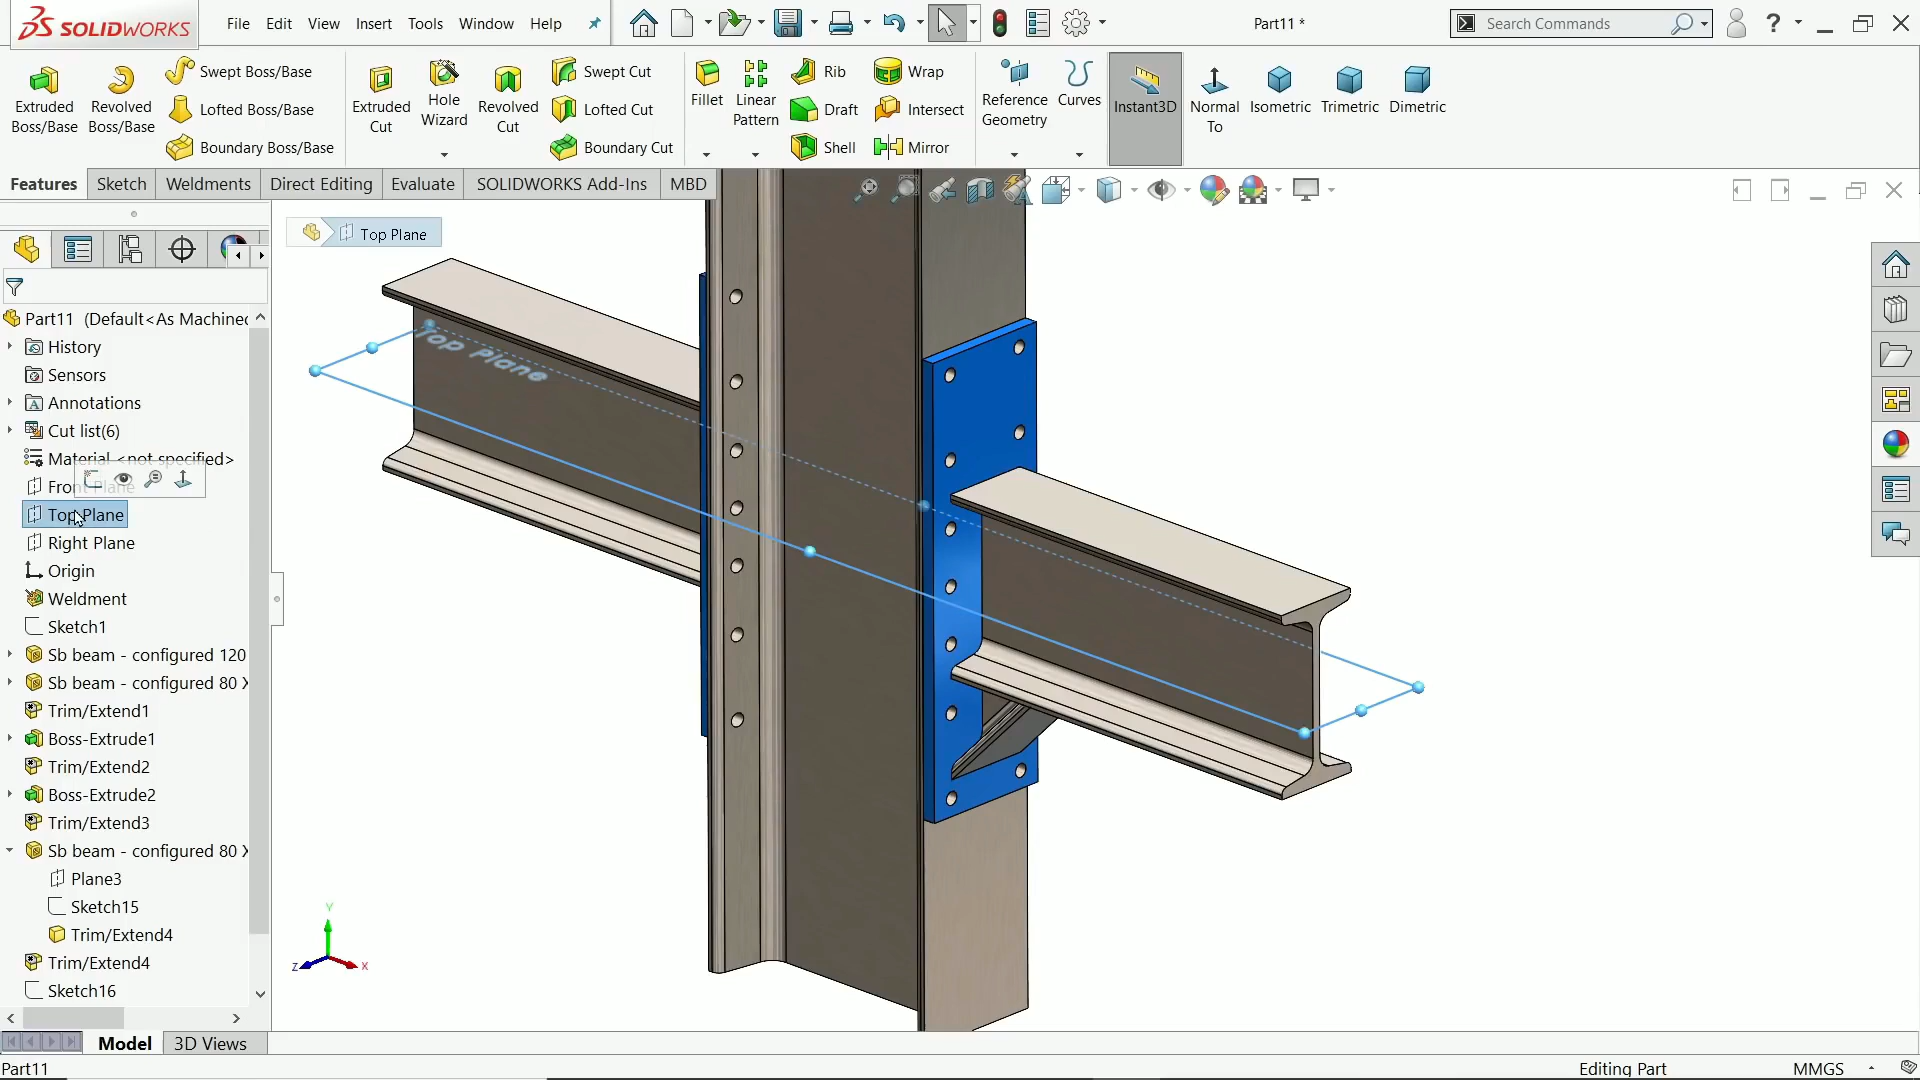 SOLIDWORKS
File Edit View Insert Tools Window Help
Part11 *
Search Commands
?
Extruded Boss/Base
Revolved Boss/Base
Swept Boss/Base
Lofted Boss/Base
Boundary Boss/Base
Extruded Cut
Hole Wizard
Revolved Cut
Swept Cut
Lofted Cut
Boundary Cut
Fillet
Linear Pattern
Rib
Draft
Shell
Wrap
Intersect
Mirror
Reference Geometry
Curves
Instant3D
Normal To
Isometric
Trimetric
Dimetric
Features Sketch Weldments Direct Editing Evaluate SOLIDWORKS Add-Ins MBD
Top Plane
Top Plane
Part11 (Default<As Machined
History
Sensors
Annotations
Cut list(6)
Material <not specified>
Front Plane
Top Plane
Right Plane
Origin
Weldment
Sketch1
Sb beam - configured 120
Sb beam - configured 80 X
Trim/Extend1
Boss-Extrude1
Trim/Extend2
Boss-Extrude2
Trim/Extend3
Sb beam - configured 80 X
Plane3
Sketch15
Trim/Extend4
Trim/Extend4
Sketch16
Y
Z
X
Model 3D Views
Part11
Editing Part
MMGS